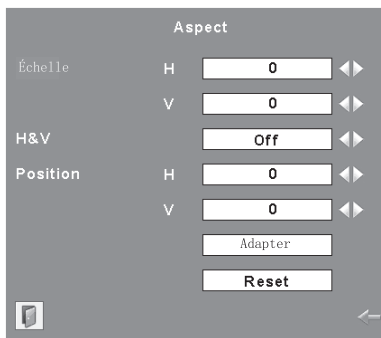 Aspect
Échelle H 0
V 0
H&V Off
Position H 0
V 0
Adapter
Reset